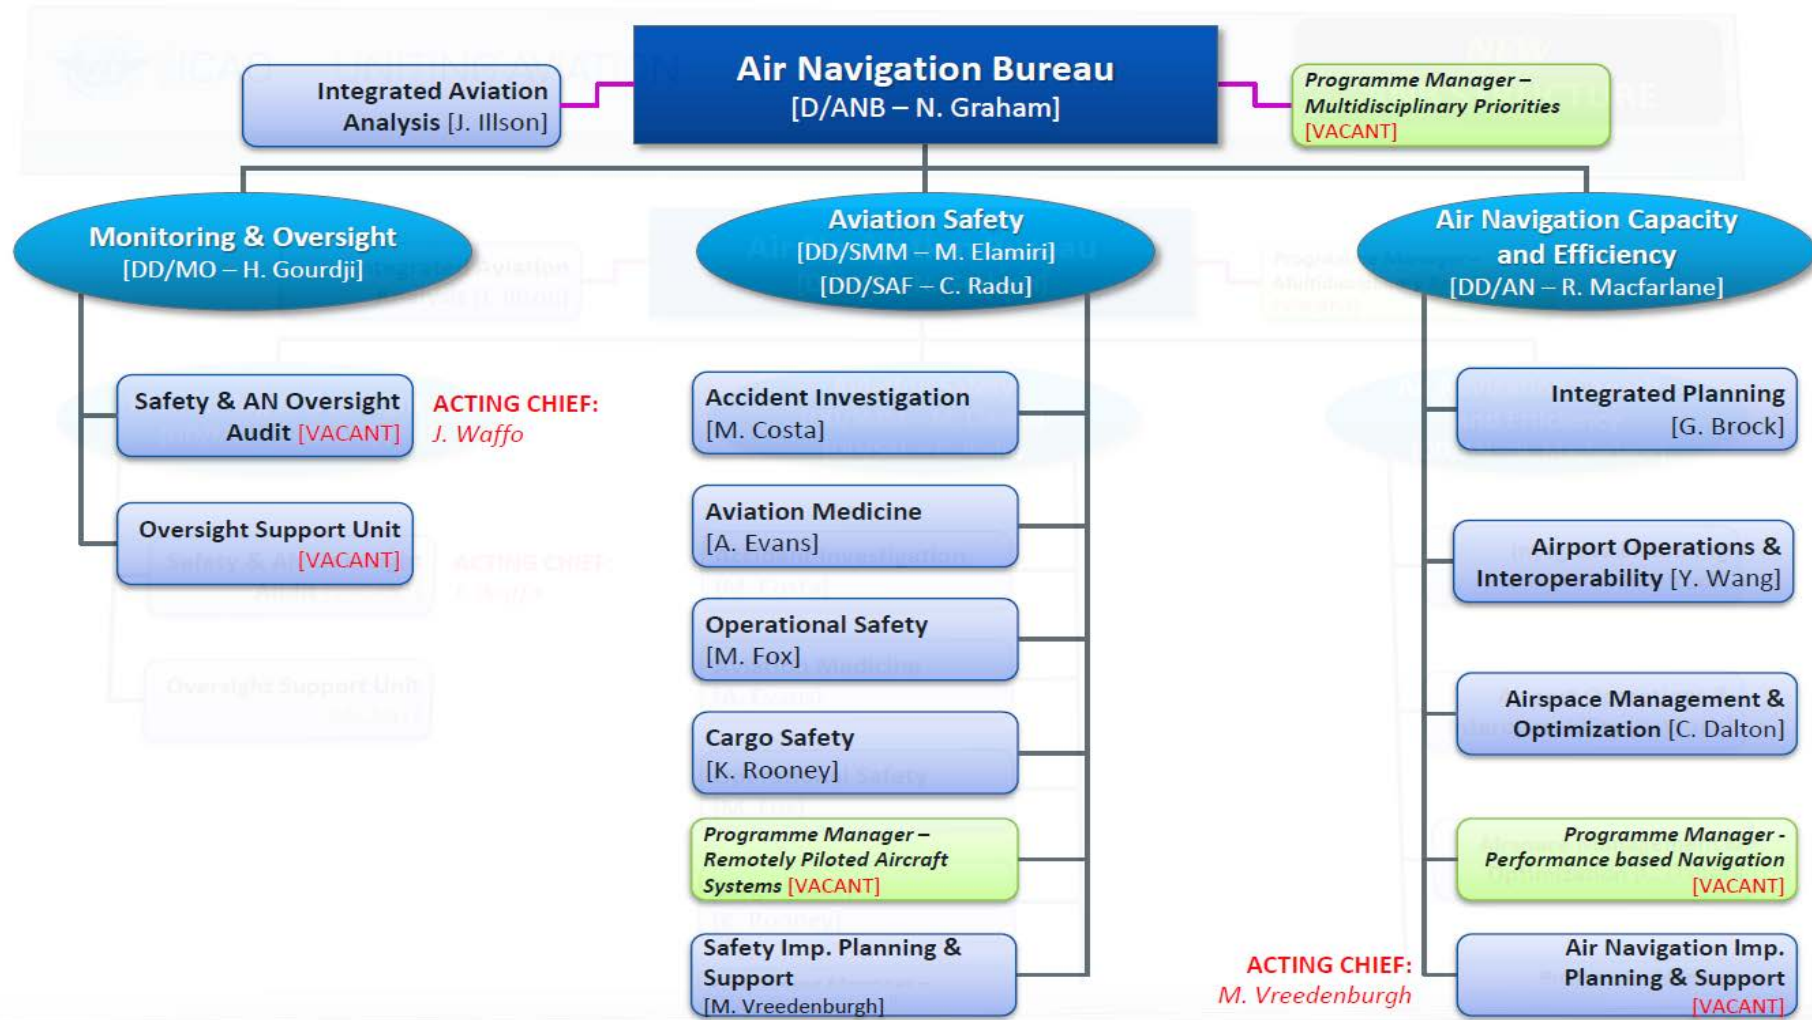 Air Navigation Bureau
[D/ANB – N. Graham]
Integrated Aviation
Analysis [J. Illson]
Programme Manager –
Multidisciplinary Priorities
[VACANT]
Monitoring & Oversight
[DD/MO – H. Gourdji]
Safety & AN Oversight
Audit [VACANT]
ACTING CHIEF:
J. Waffo
Oversight Support Unit
[VACANT]
Aviation Safety
[DD/SMM – M. Elamiri]
[DD/SAF – C. Radu]
Accident Investigation
[M. Costa]
Aviation Medicine
[A. Evans]
Operational Safety
[M. Fox]
Cargo Safety
[K. Rooney]
Programme Manager –
Remotely Piloted Aircraft
Systems [VACANT]
Safety Imp. Planning &
Support
[M. Vreedenburgh]
Air Navigation Capacity
and Efficiency
[DD/AN – R. Macfarlane]
Integrated Planning
[G. Brock]
Airport Operations &
Interoperability [Y. Wang]
Airspace Management &
Optimization [C. Dalton]
Programme Manager -
Performance based Navigation
[VACANT]
Air Navigation Imp.
Planning & Support
[VACANT]
ACTING CHIEF:
M. Vreedenburgh